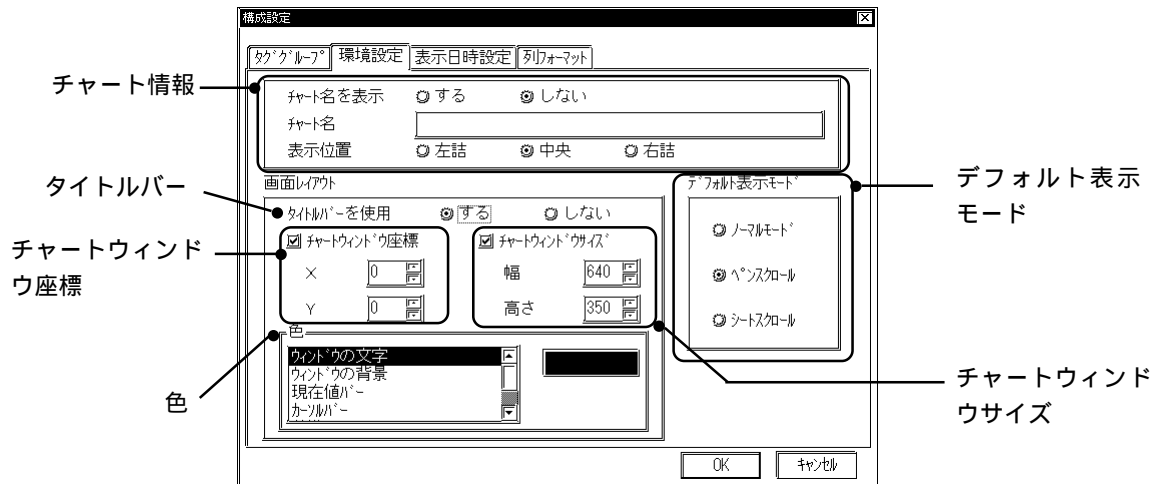 構成設定
ﾀｸﾞｸﾞﾙｰﾌﾟ 環境設定 表示日時設定 列ﾌｫｰﾏｯﾄ
チャート情報
ﾁｬｰﾄ名を表示 する しない
ﾁｬｰﾄ名
表示位置 左詰 中央 右詰
画面ﾚｲｱｳﾄ
タイトルバー
ﾀｲﾄﾙﾊﾞｰを使用 する しない
チャートウィンド
ウ座標
ﾁｬｰﾄｳｨﾝﾄﾞｳ座標
X 0
Y 0
ﾁｬｰﾄｳｨﾝﾄﾞｳｻｲｽﾞ
幅 640
高さ 350
ﾃﾞﾌｫﾙﾄ表示ﾓｰﾄﾞ
ﾉｰﾏﾙﾓｰﾄﾞ
ﾍﾟﾝｽｸﾛｰﾙ
ｼｰﾄｽｸﾛｰﾙ
デフォルト表示
モード
色
色
ｳｨﾝﾄﾞｳの文字
ｳｨﾝﾄﾞｳの背景
現在値ﾊﾞｰ
ｶｰｿﾙﾊﾞｰ
チャートウィンド
ウサイズ
OK ｷｬﾝｾﾙ